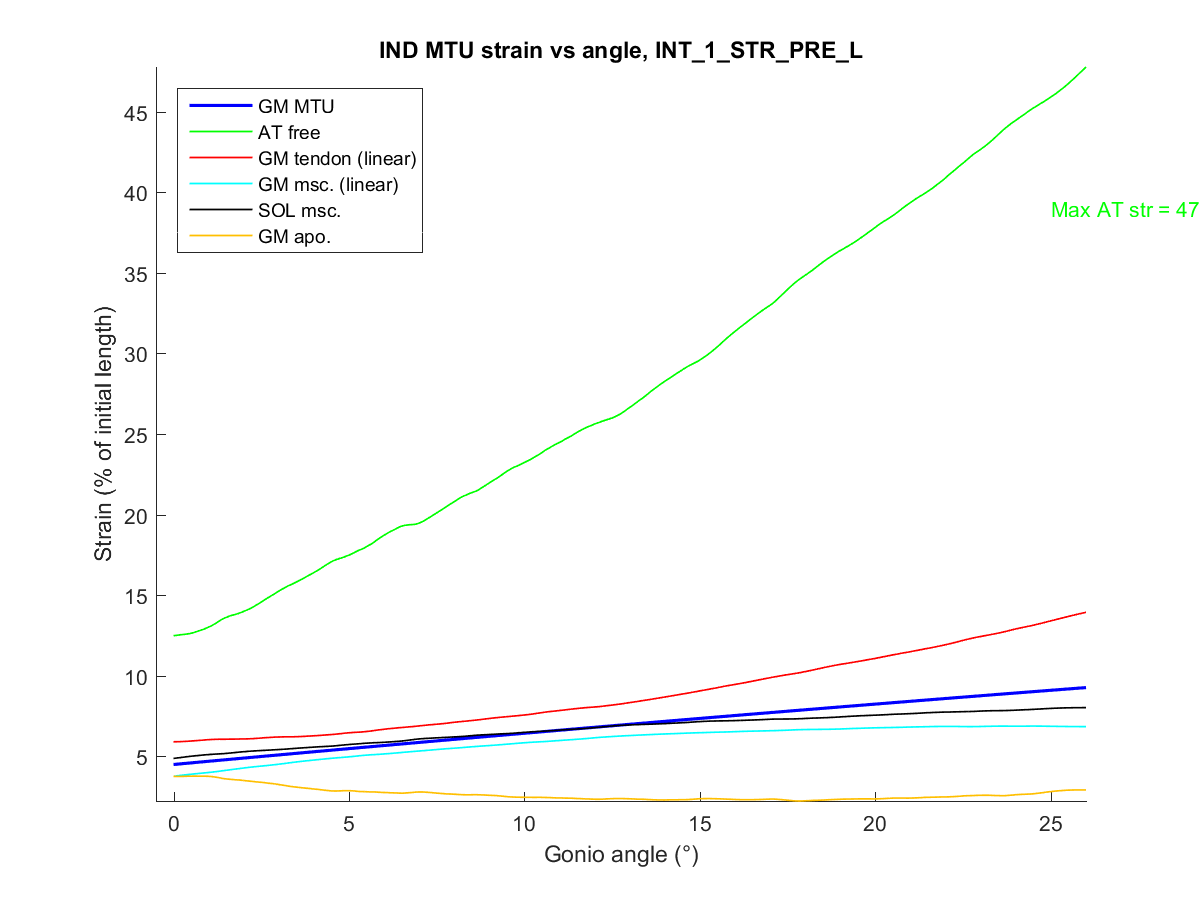 IND MTU strain vs angle, INT_1_STR_PRE_L
GM MTU
AT free
GM tendon (linear)
GM msc. (linear)
SOL msc.
GM apo.
Max AT str = 47
Strain (% of initial length)
45
40
35
30
25
20
15
10
5
0
5
10
15
20
25
Gonio angle (°)